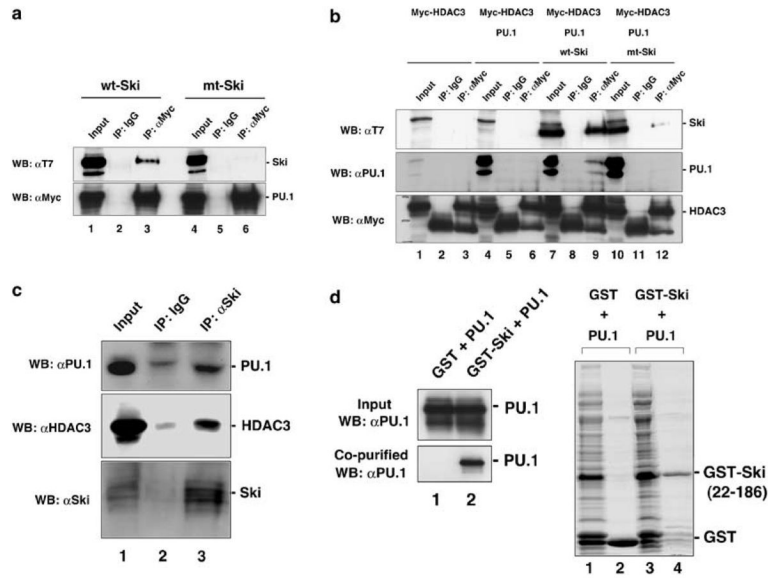 a
wt-Ski mt-Ski
Input IP: IgG IP: αMyc Input IP: IgG IP: αMyc
WB: αT7 - Ski
WB: αMyc - PU.1
1 2 3 4 5 6
b
Myc-HDAC3 Myc-HDAC3 Myc-HDAC3 Myc-HDAC3
PU.1 PU.1 PU.1
wt-Ski mt-Ski
Input IP: IgG IP: αMyc Input IP: IgG IP: αMyc Input IP: IgG IP: αMyc Input IP: IgG IP: αMyc
WB: αT7 - Ski
WB: αPU.1 - PU.1
WB: αMyc - HDAC3
1 2 3 4 5 6 7 8 9 10 11 12
c
Input IP: IgG IP: αSki
WB: αPU.1 - PU.1
WB: αHDAC3 - HDAC3
WB: αSki - Ski
1 2 3
d
GST + PU.1 GST-Ski + PU.1
Input
WB: αPU.1 - PU.1
Co-purified
WB: αPU.1 - PU.1
1 2
GST GST-Ski
+ +
PU.1 PU.1
- GST-Ski
(22-186)
- GST
1 2 3 4